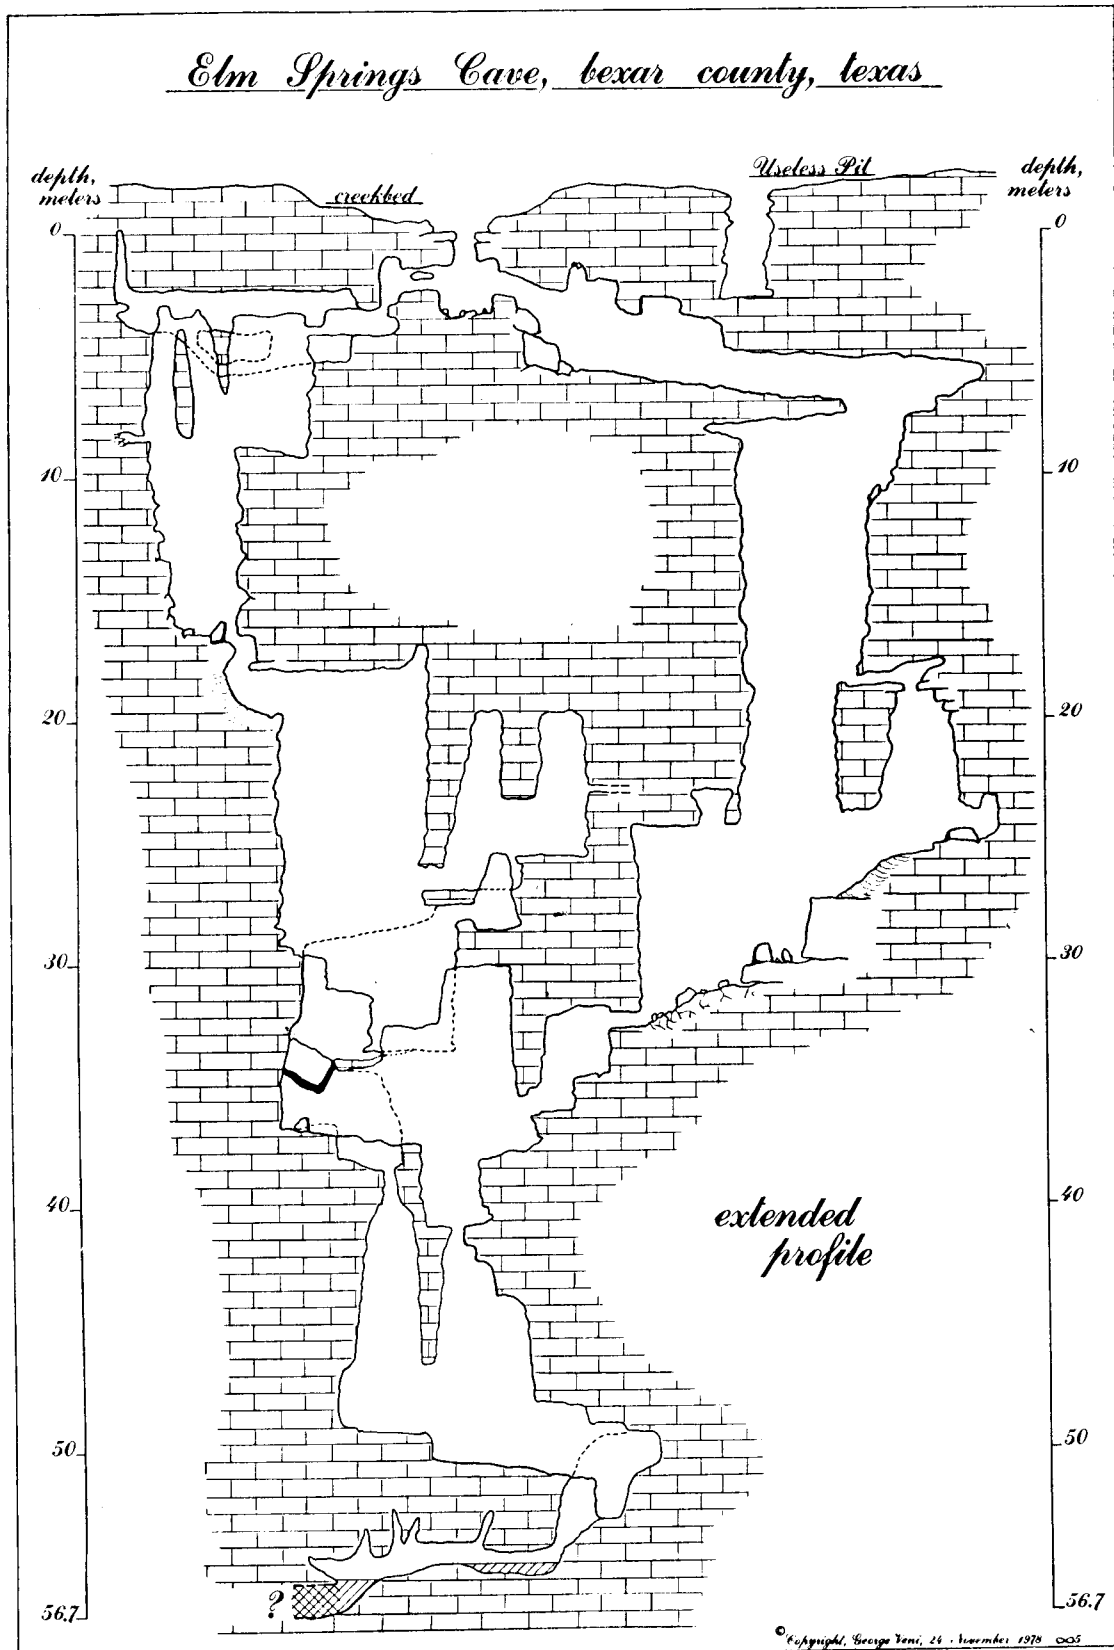 Elm Springs Cave, bexar county, texas
depth,
meters
creekbed
Useless Pit
depth,
meters
0
0
10
10
20
20
30
30
40
40
extended
profile
50
50
?
56.7
56.7
©Copyright, George Veni, 24 November 1978